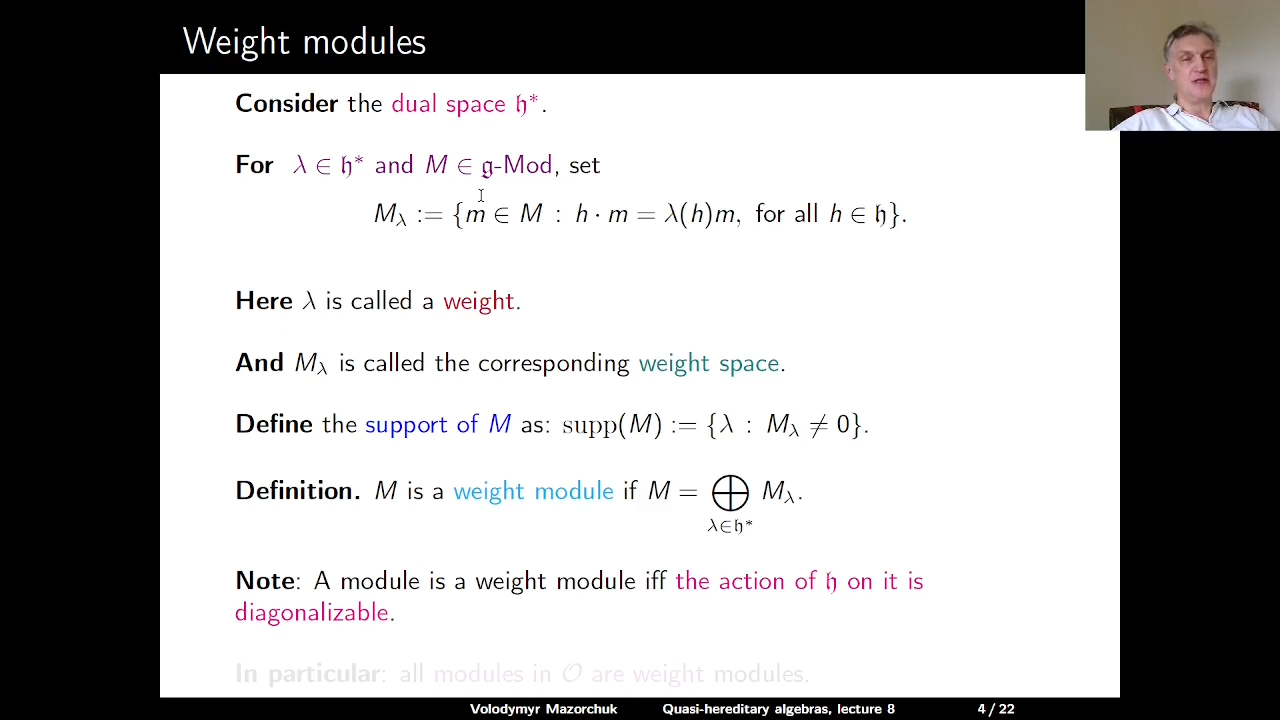 Weight modules
Consider the dual space 𝔥*.
For λ ∈ 𝔥* and M ∈ 𝔤-Mod, set
M_λ := {m ∈ M : h · m = λ(h)m, for all h ∈ 𝔥}.
Here λ is called a weight.
And M_λ is called the corresponding weight space.
Define the support of M as: supp(M) := {λ : M_λ ≠ 0}.
Definition. M is a weight module if M = ⊕ M_λ.
λ∈𝔥*
Note: A module is a weight module iff the action of 𝔥 on it is
diagonalizable.
In particular: all modules in 𝒪 are weight modules.
Volodymyr Mazorchuk Quasi-hereditary algebras, lecture 8 4 / 22